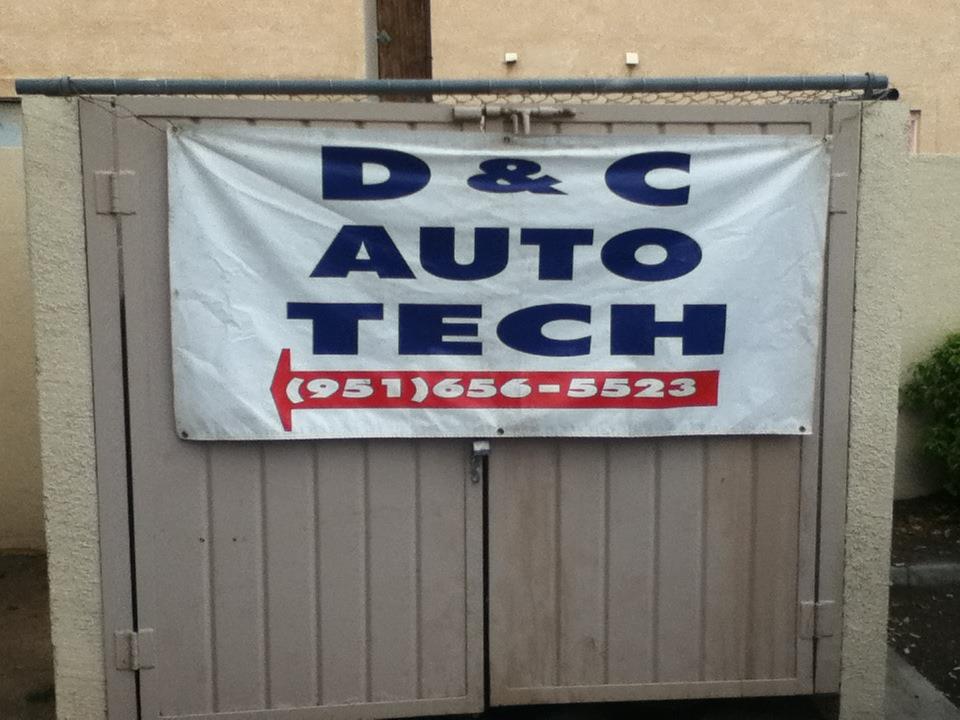 D & C
AUTO
TECH
(951)656-5523